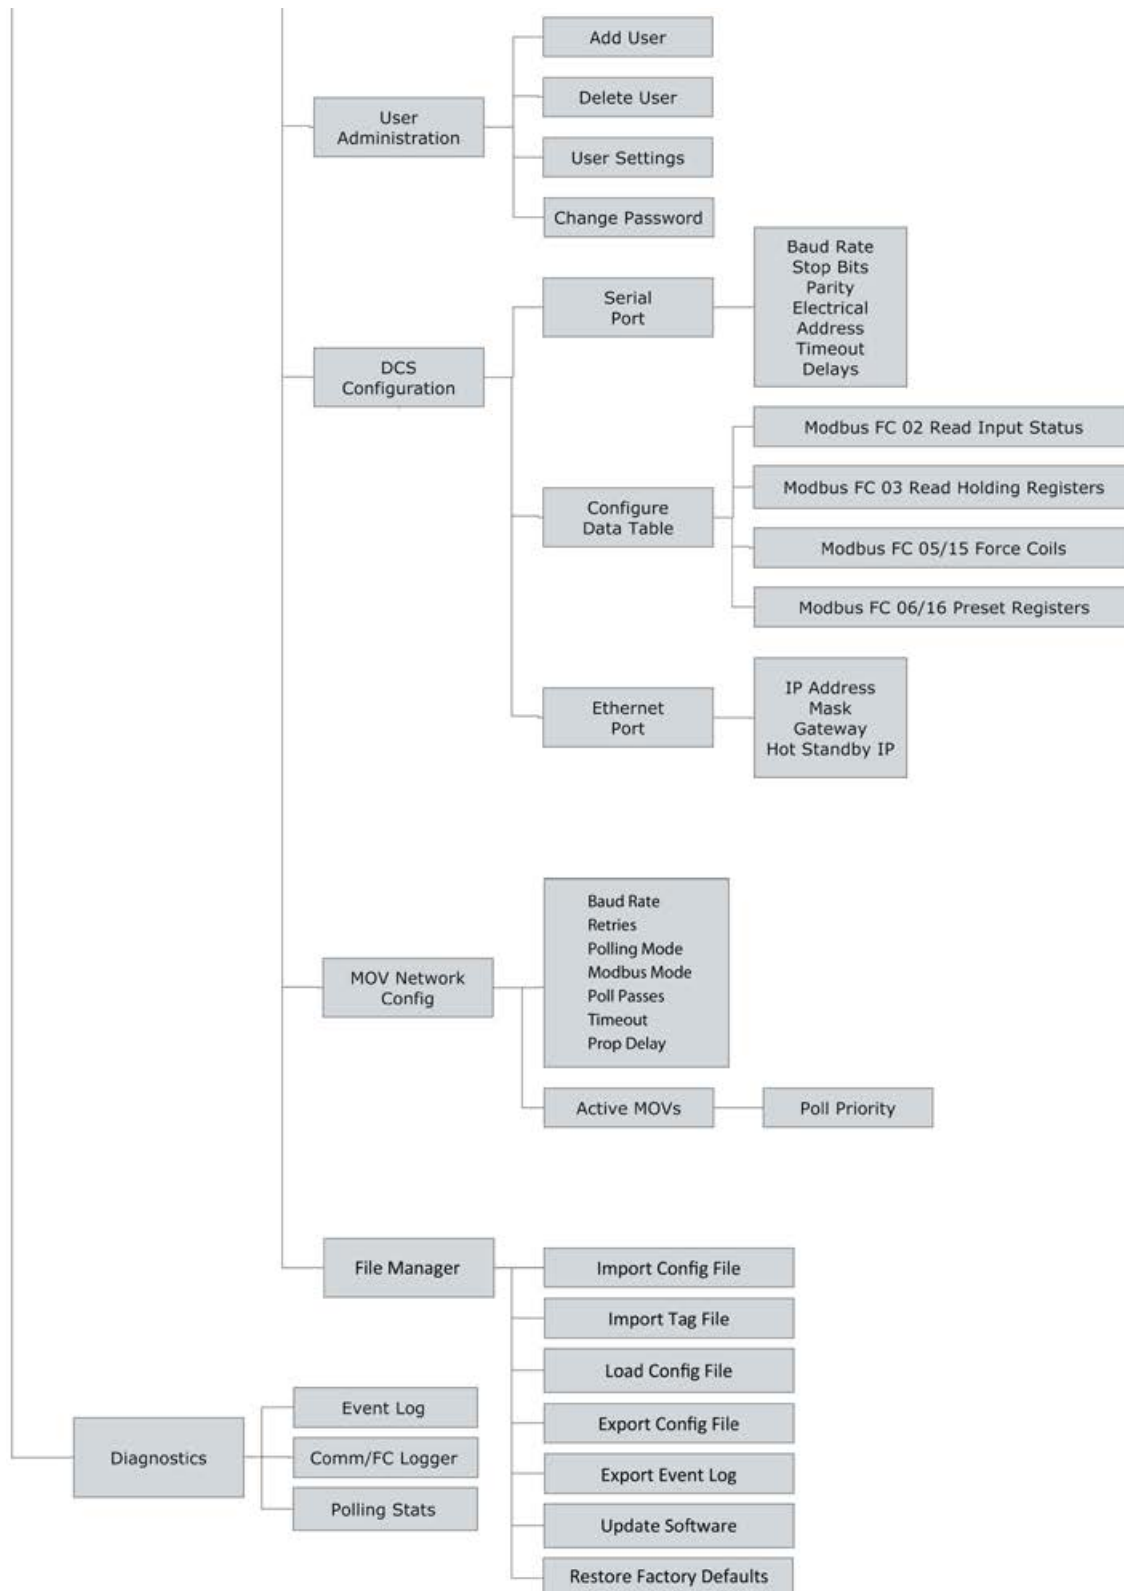 Add User
Delete User
User
Administration
User Settings
Change Password
Baud Rate
Stop Bits
Parity
Electrical
Address
Timeout
Delays
Serial
Port
DCS
Configuration
Modbus FC 02 Read Input Status
Modbus FC 03 Read Holding Registers
Configure
Data Table
Modbus FC 05/15 Force Coils
Modbus FC 06/16 Preset Registers
IP Address
Mask
Gateway
Hot Standby IP
Ethernet
Port
Baud Rate
Retries
Polling Mode
Modbus Mode
Poll Passes
Timeout
Prop Delay
MOV Network
Config
Active MOVs
Poll Priority
File Manager
Import Config File
Import Tag File
Load Config File
Export Config File
Export Event Log
Update Software
Restore Factory Defaults
Diagnostics
Event Log
Comm/FC Logger
Polling Stats